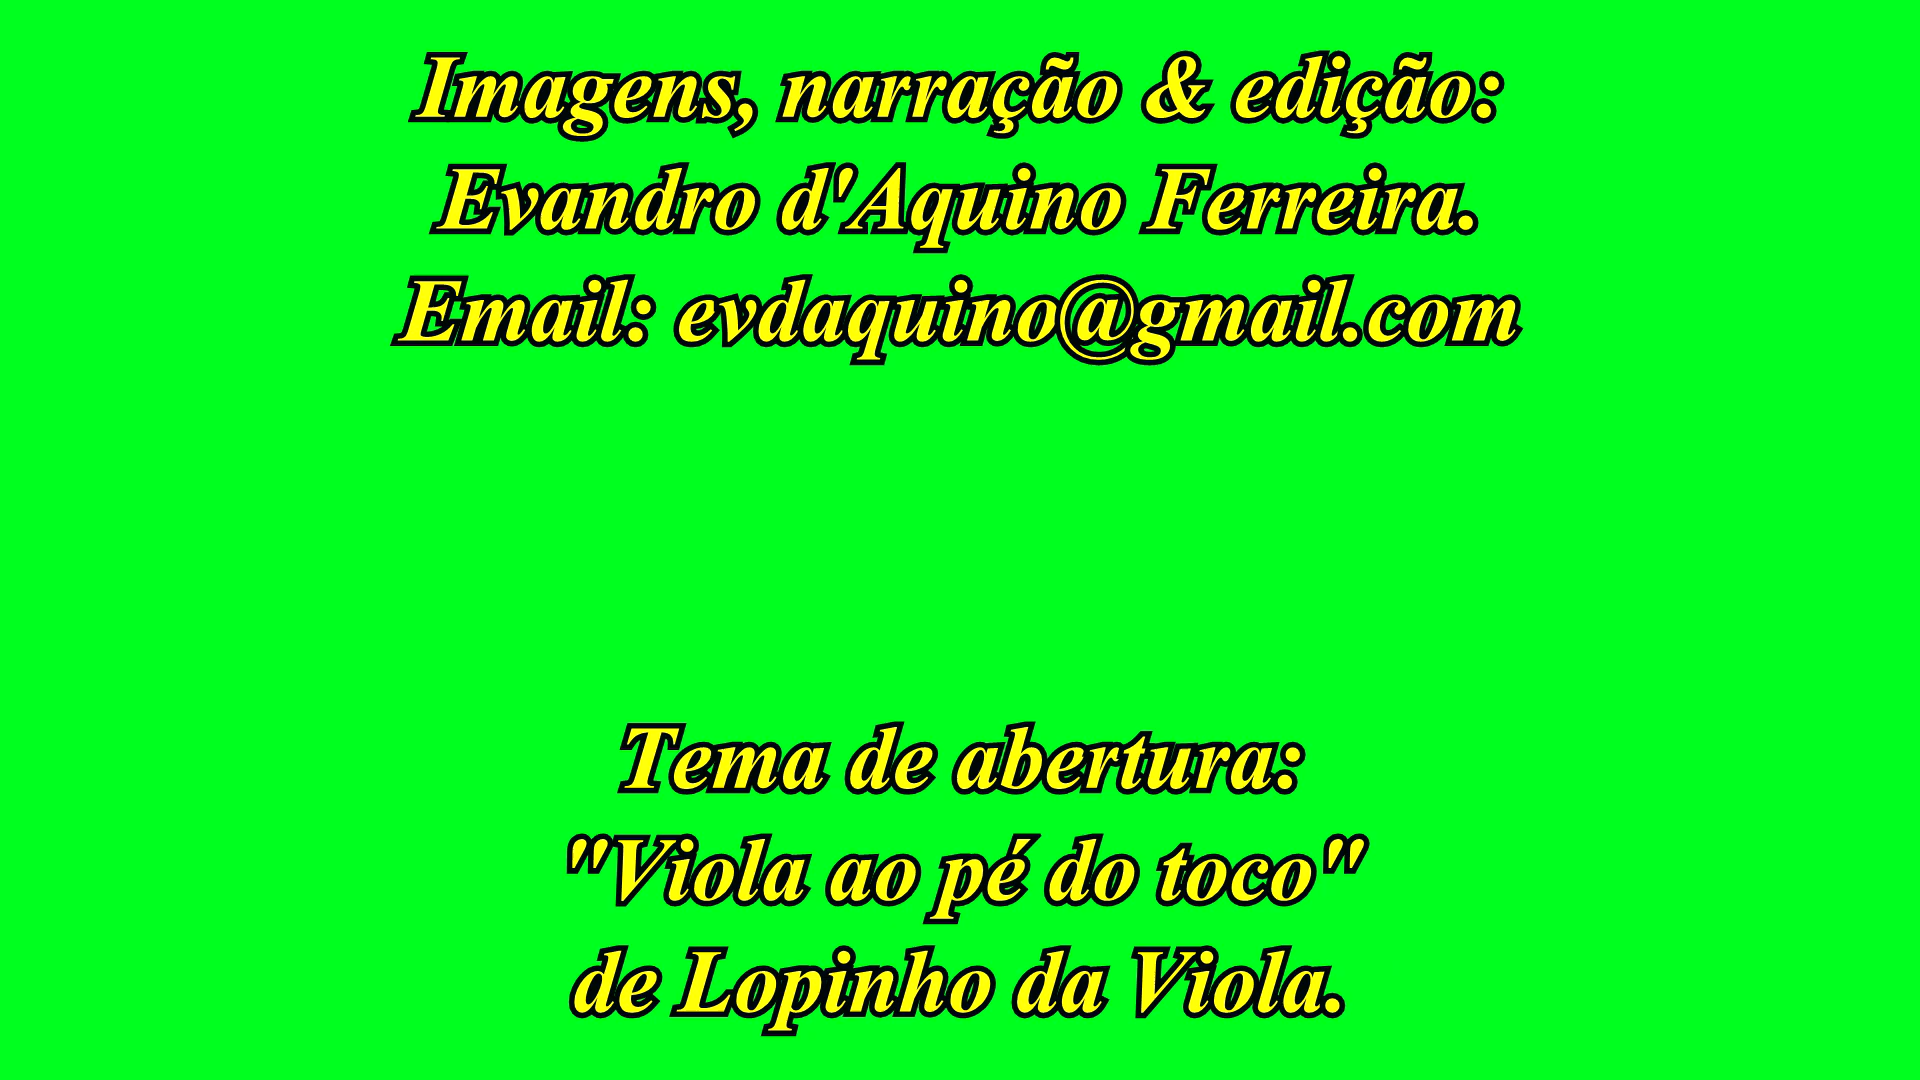 Imagens, narração & edição:
Evandro d'Aquino Ferreira.
Email: evdaquino@gmail.com
Tema de abertura:
"Viola ao pé do toco"
de Lopinho da Viola.